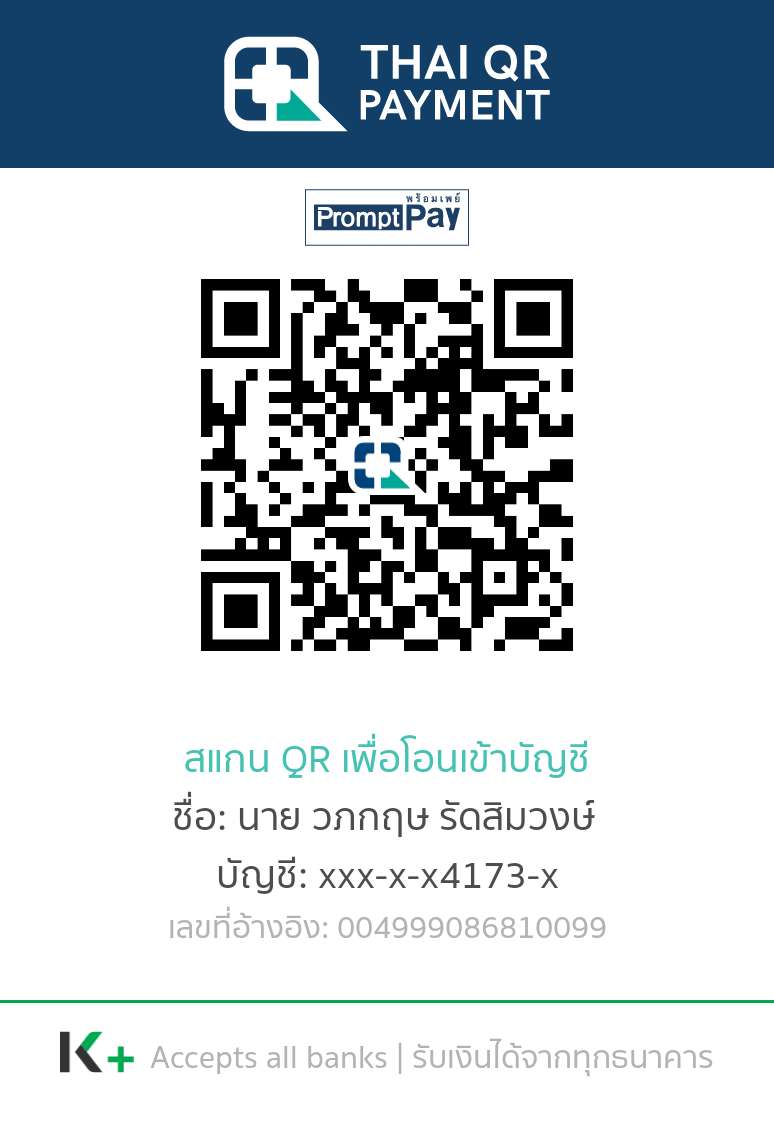 THAI QR
PAYMENT
พร้อมเพย์
PromptPay
สแกน QR เพื่อโอนเข้าบัญชี
ชื่อ: นาย วภกฤษ รัดสิมวงษ์
บัญชี: xxx-x-x4173-x
เลขที่อ้างอิง: 004999086810099
K+ Accepts all banks | รับเงินได้จากทุกธนาคาร